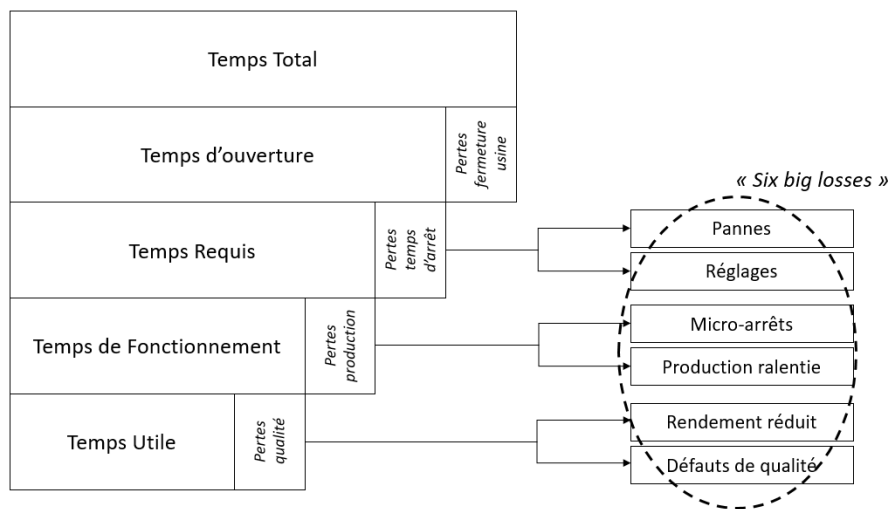 Temps Total
Temps d’ouverture
Pertes
fermeture
usine
« Six big losses »
Temps Requis
Pertes
temps
d’arrêt
Pannes
Réglages
Temps de Fonctionnement
Pertes
production
Micro-arrêts
Production ralentie
Temps Utile
Pertes
qualité
Rendement réduit
Défauts de qualité